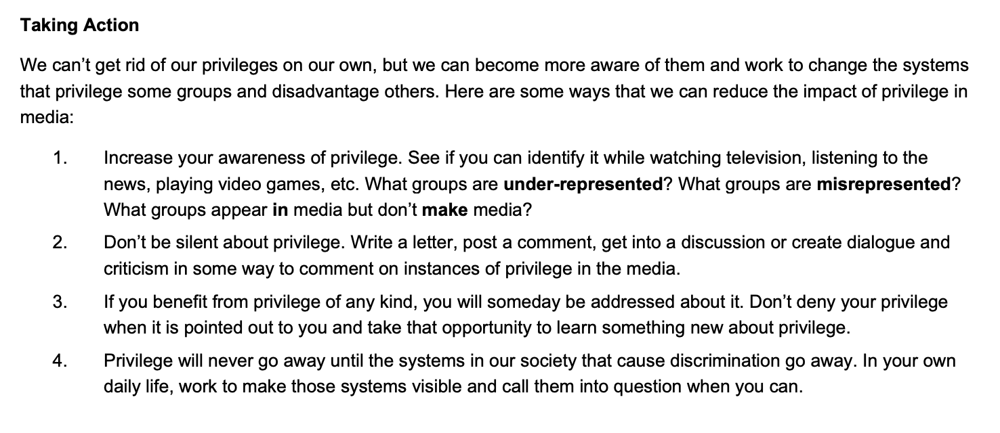 Taking Action
We can’t get rid of our privileges on our own, but we can become more aware of them and work to change the systems
that privilege some groups and disadvantage others. Here are some ways that we can reduce the impact of privilege in
media:
1. Increase your awareness of privilege. See if you can identify it while watching television, listening to the
news, playing video games, etc. What groups are under-represented? What groups are misrepresented?
What groups appear in media but don’t make media?
2. Don’t be silent about privilege. Write a letter, post a comment, get into a discussion or create dialogue and
criticism in some way to comment on instances of privilege in the media.
3. If you benefit from privilege of any kind, you will someday be addressed about it. Don’t deny your privilege
when it is pointed out to you and take that opportunity to learn something new about privilege.
4. Privilege will never go away until the systems in our society that cause discrimination go away. In your own
daily life, work to make those systems visible and call them into question when you can.